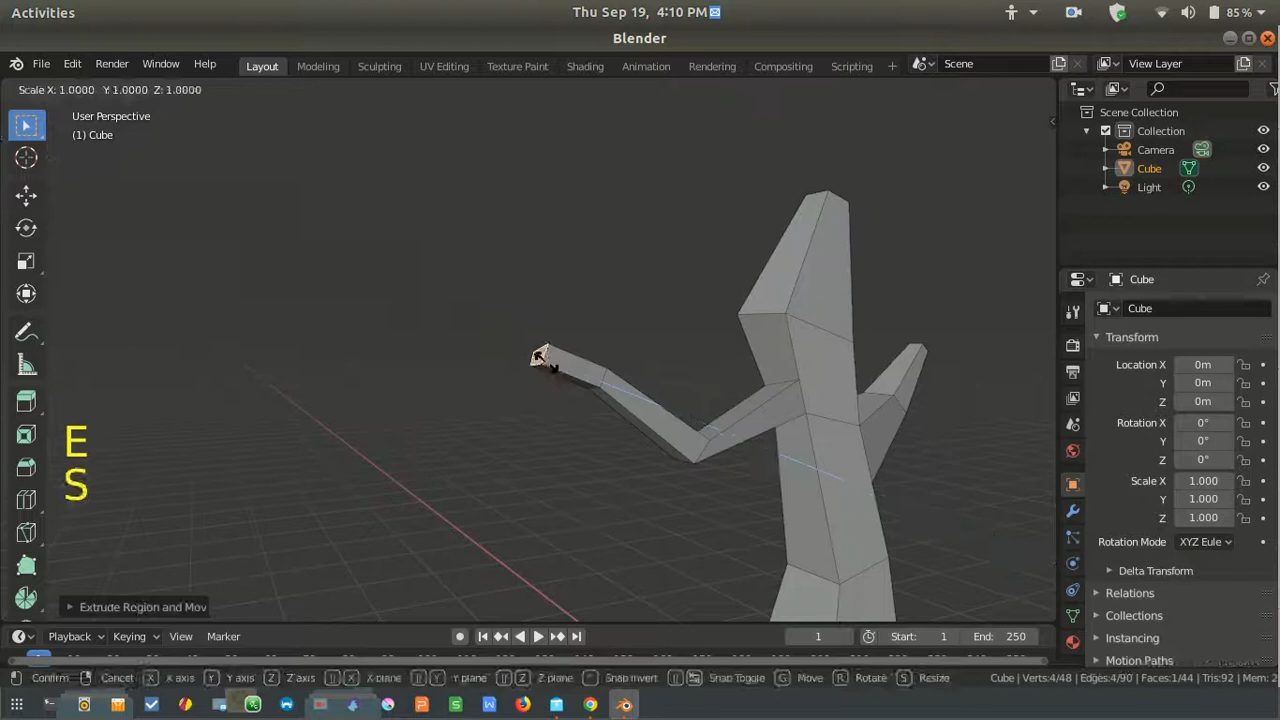 Activities
Thu Sep 19, 4:10 PM
85 %
Blender
File Edit Render Window Help
Layout Modeling Sculpting UV Editing Texture Paint Shading Animation Rendering Compositing Scripting + Scene View Layer
Scale X: 1.0000 Y: 1.0000 Z: 1.0000
User Perspective
(1) Cube
Scene Collection
Collection
Camera
Cube
Light
Cube
Cube
Transform
Location X 0m
Y 0m
Z 0m
Rotation X 0°
Y 0°
Z 0°
Scale X 1.000
Y 1.000
Z 1.000
Rotation Mode XYZ Eule
Delta Transform
Relations
Collections
Instancing
Motion Paths
E
S
Extrude Region and Mov
Playback Keying View Marker 1 Start: 1 End: 250
Confirm Cancel X X axis Y Y axis Z Z axis X X-plane Y Y plane Z Z plane Snap Invert Snap Toggle G Move R Rotate S Resize Cube | Verts:4/48 | Edges:4/90 | Faces:1/44 | Tris:92 |